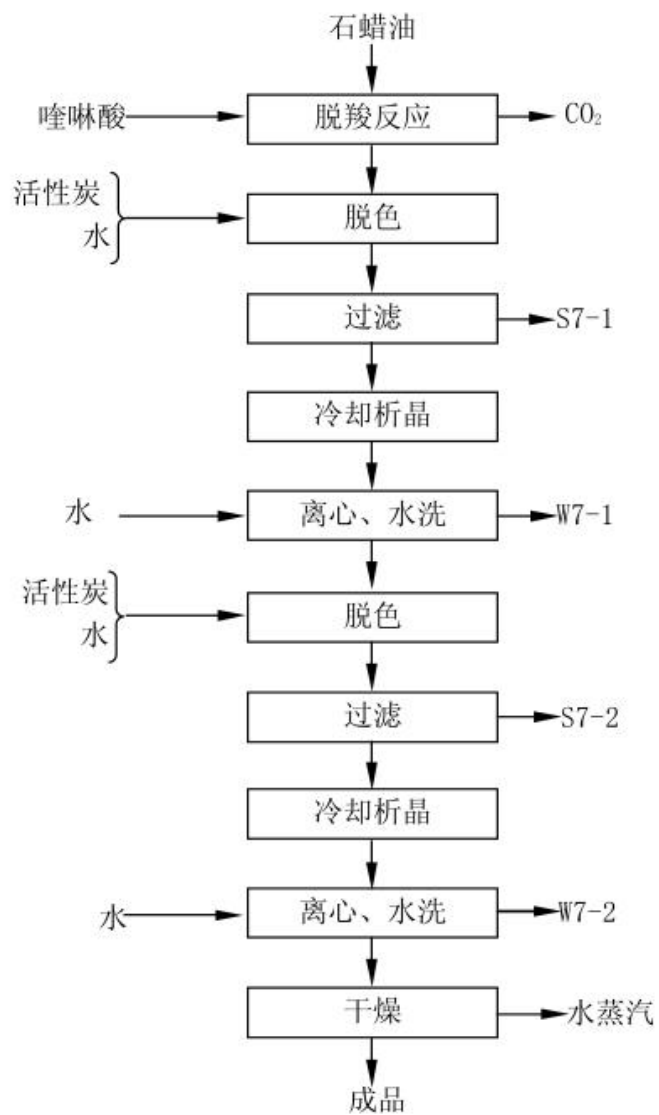 石蜡油
喹啉酸
脱羧反应
CO₂
活性炭
水
脱色
过滤
S7-1
冷却析晶
水
离心、水洗
W7-1
活性炭
水
脱色
过滤
S7-2
冷却析晶
水
离心、水洗
W7-2
干燥
水蒸汽
成品